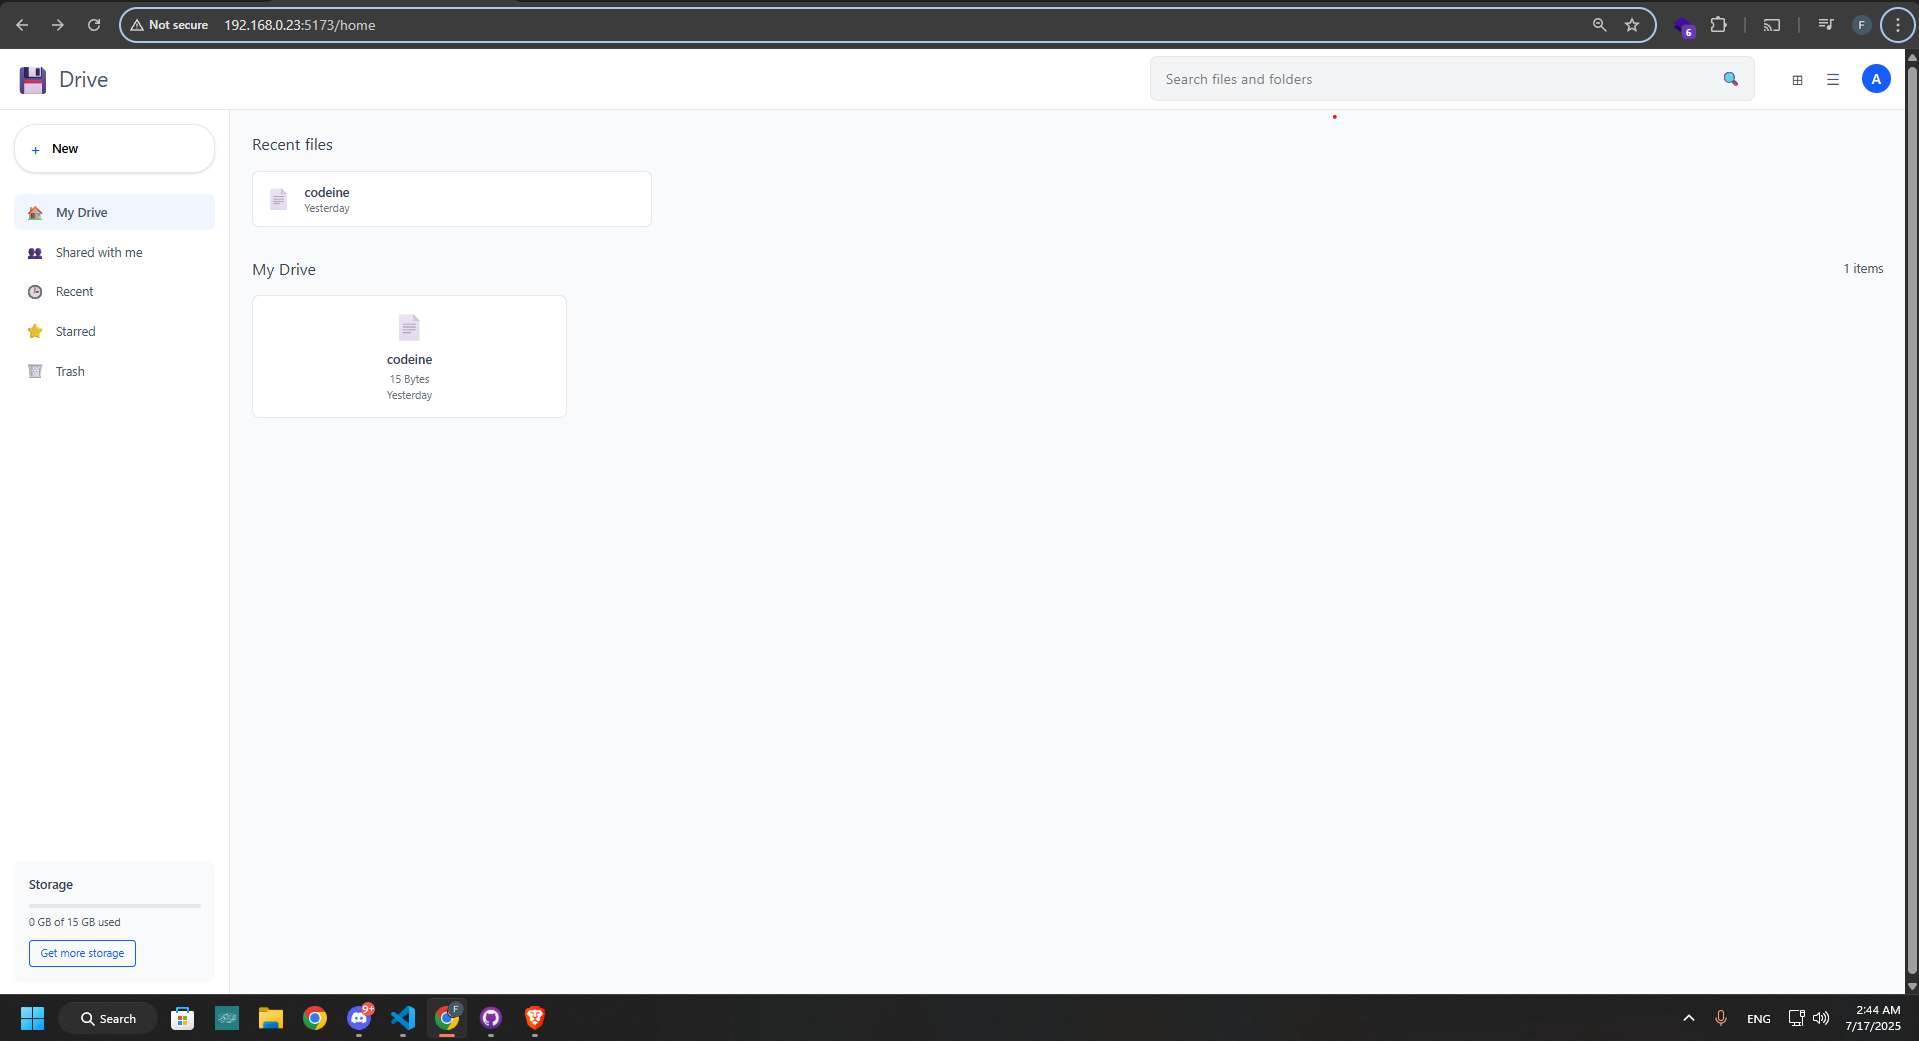 Not secure
192.168.0.23:5173/home
6
F
Drive
Search files and folders
A
+ New
My Drive
Shared with me
Recent
Starred
Trash
Recent files
codeine
Yesterday
My Drive
1 items
codeine
15 Bytes
Yesterday
Storage
0 GB of 15 GB used
Get more storage
Search
9+
F
ENG
2:44 AM
7/17/2025